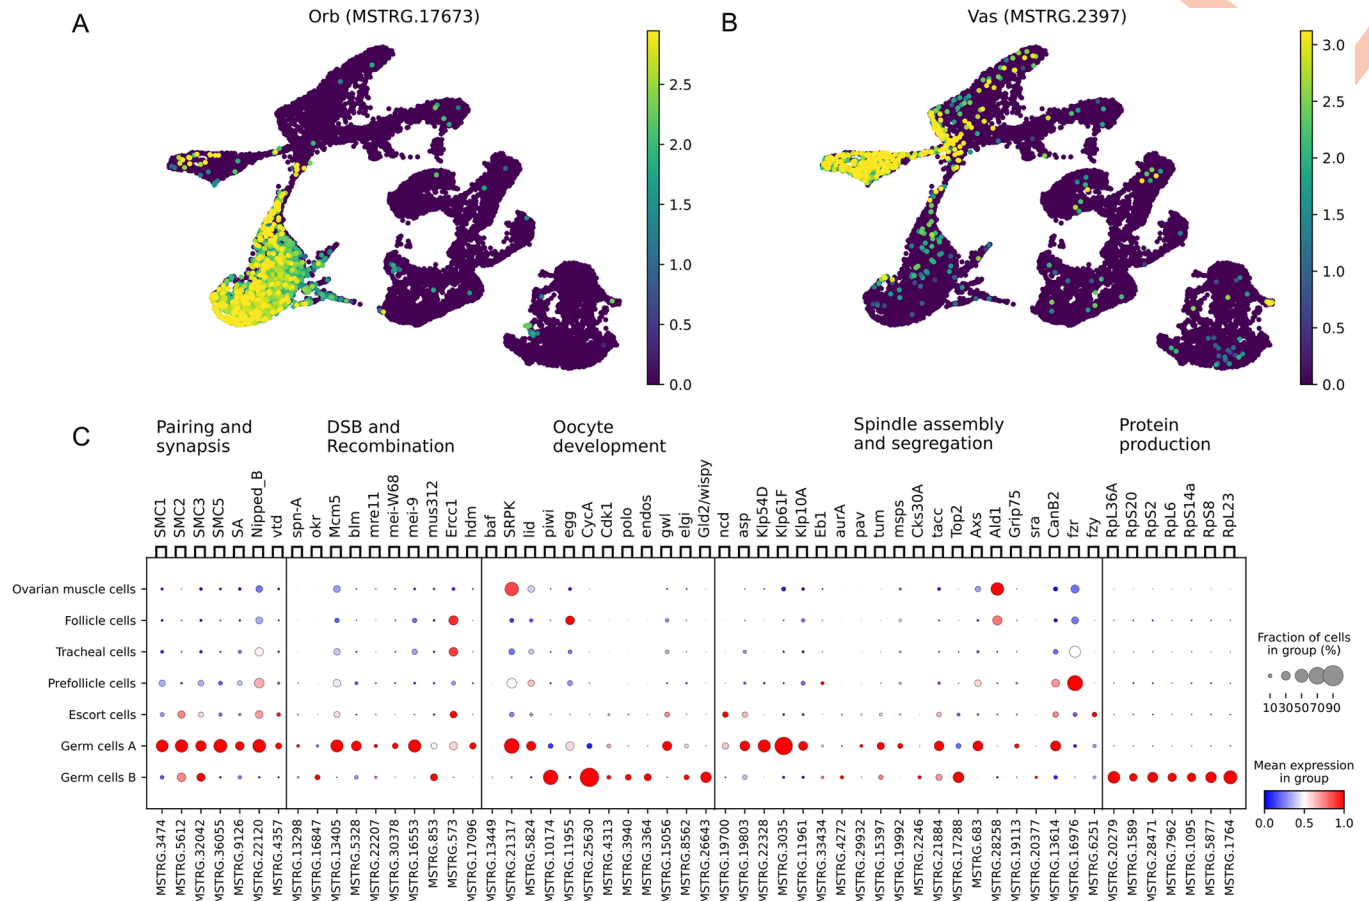 A
Orb (MSTRG.17673)
2.5
2.0
1.5
1.0
0.5
0.0
B
Vas (MSTRG.2397)
3.0
2.5
2.0
1.5
1.0
0.5
0.0
C
Pairing and
synapsis
DSB and
Recombination
Oocyte
development
Spindle assembly
and segregation
Protein
production
SMC1
SMC2
SMC3
SMC5
SA
Nipped_B
vtd
spn-A
okr
Mcm5
blm
mre11
mei-W68
mei-9
mus312
Ercc1
hdm
baf
SRPK
lid
piwi
egg
CycA
Cdk1
polo
endos
gwl
elgi
Gld2/wispy
ncd
asp
Klp54D
Klp61F
Klp10A
Eb1
aurA
pav
tum
msps
Cks30A
tacc
Top2
Axs
Ald1
Grip75
sra
CanB2
fzr
fzy
RpL36A
RpS20
RpS2
RpL6
RpS14a
RpS8
RpL23
Ovarian muscle cells
Follicle cells
Tracheal cells
Prefollicle cells
Escort cells
Germ cells A
Germ cells B
MSTRG.3474
MSTRG.5612
MSTRG.32042
MSTRG.36055
MSTRG.9126
MSTRG.22120
MSTRG.4357
MSTRG.13298
MSTRG.16847
MSTRG.13405
MSTRG.5328
MSTRG.22207
MSTRG.30378
MSTRG.16553
MSTRG.853
MSTRG.573
MSTRG.17096
MSTRG.13449
MSTRG.21317
MSTRG.5824
MSTRG.10174
MSTRG.11955
MSTRG.25630
MSTRG.4313
MSTRG.3940
MSTRG.3364
MSTRG.15056
MSTRG.8562
MSTRG.26643
MSTRG.19700
MSTRG.19803
MSTRG.22328
MSTRG.3035
MSTRG.11961
MSTRG.33434
MSTRG.4272
MSTRG.29932
MSTRG.15397
MSTRG.19992
MSTRG.2246
MSTRG.21884
MSTRG.17288
MSTRG.683
MSTRG.28258
MSTRG.19113
MSTRG.20377
MSTRG.13614
MSTRG.16976
MSTRG.6251
MSTRG.20279
MSTRG.1589
MSTRG.28471
MSTRG.7962
MSTRG.1095
MSTRG.5877
MSTRG.1764
Fraction of cells
in group (%)
10 30 50 70 90
Mean expression
in group
0.0 0.5 1.0